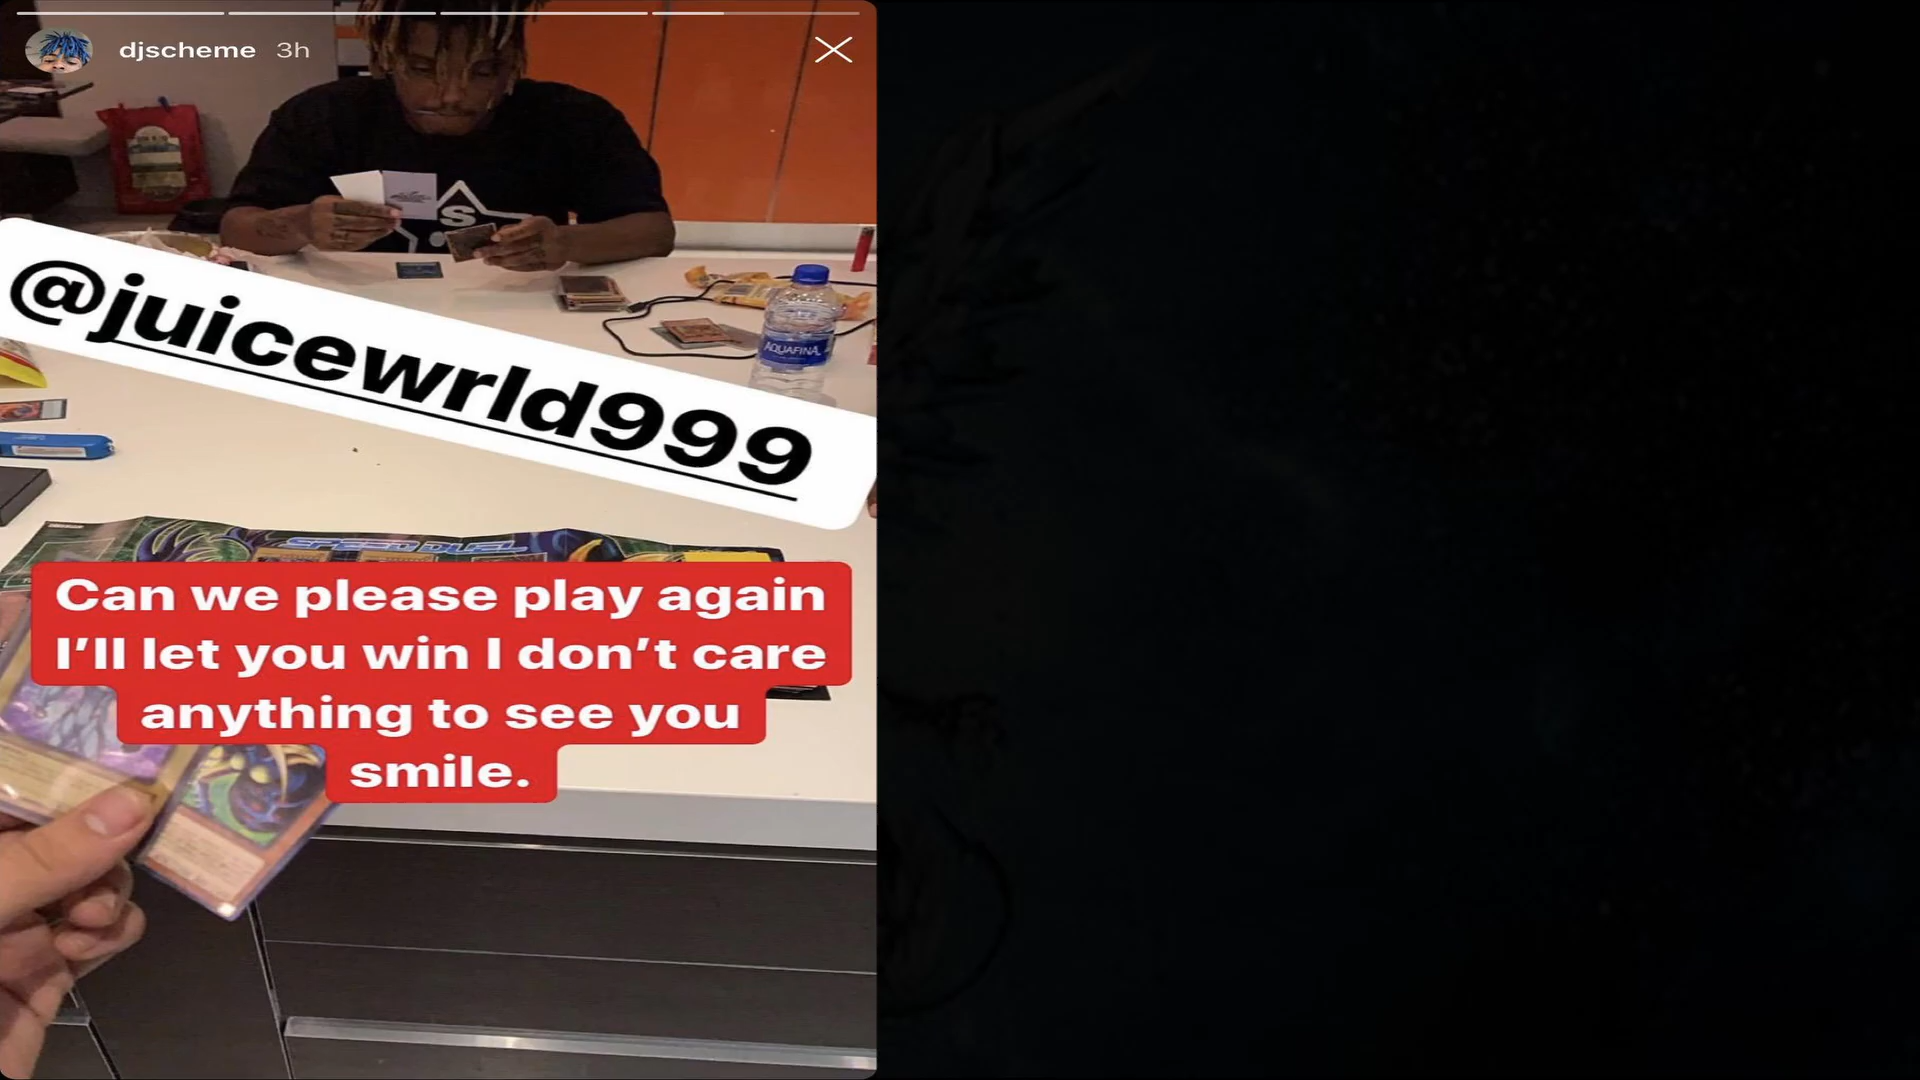 djscheme 3h
S
@juicewrld999
AQUAFINA
SPEED DUEL
Can we please play again
I’ll let you win I don’t care
anything to see you
smile.